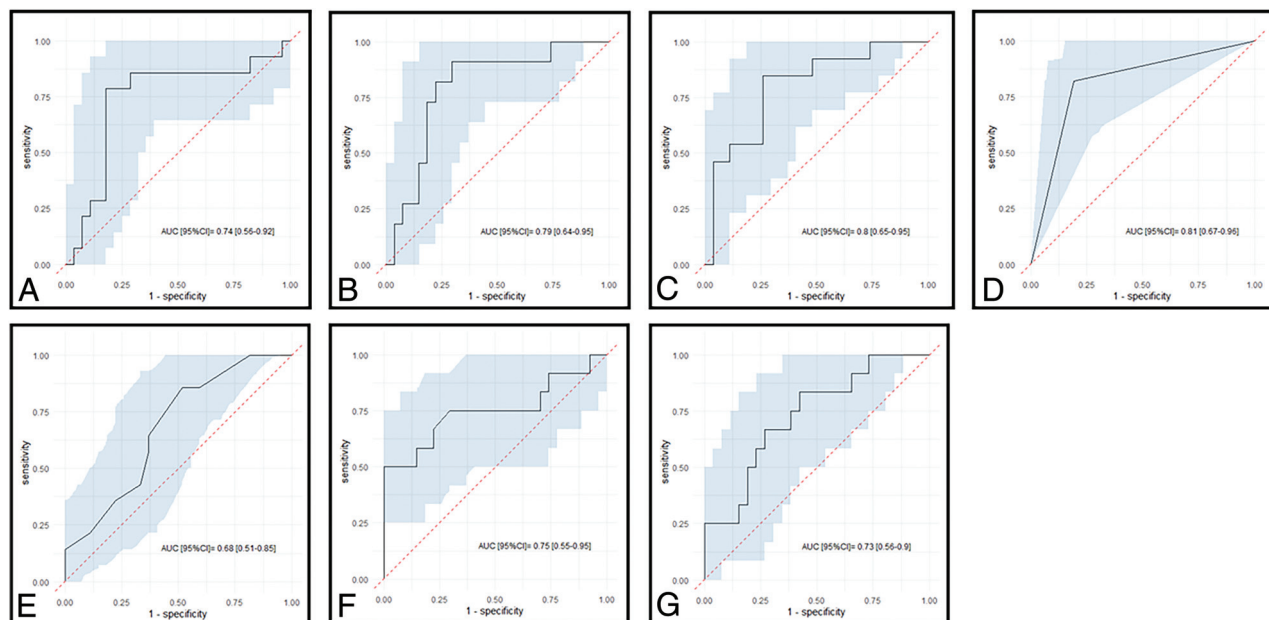 1.00
0.75
0.50
0.25
0.00
sensitivity
AUC [95%CI]= 0.74 [0.56-0.92]
0.00 0.25 0.50 0.75 1.00
1 - specificity
A
1.00
0.75
0.50
0.25
0.00
sensitivity
AUC [95%CI]= 0.79 [0.64-0.95]
0.00 0.25 0.50 0.75 1.00
1 - specificity
B
1.00
0.75
0.50
0.25
0.00
sensitivity
AUC [95%CI]= 0.8 [0.65-0.95]
0.00 0.25 0.50 0.75 1.00
1 - specificity
C
1.00
0.75
0.50
0.25
0.00
sensitivity
AUC [95%CI]= 0.81 [0.67-0.96]
0.00 0.25 0.50 0.75 1.00
1 - specificity
D
1.00
0.75
0.50
0.25
0.00
sensitivity
AUC [95%CI]= 0.68 [0.51-0.85]
0.00 0.25 0.50 0.75 1.00
1 - specificity
E
1.00
0.75
0.50
0.25
0.00
sensitivity
AUC [95%CI]= 0.75 [0.55-0.95]
0.00 0.25 0.50 0.75 1.00
1 - specificity
F
1.00
0.75
0.50
0.25
0.00
sensitivity
AUC [95%CI]= 0.73 [0.56-0.9]
0.00 0.25 0.50 0.75 1.00
1 - specificity
G